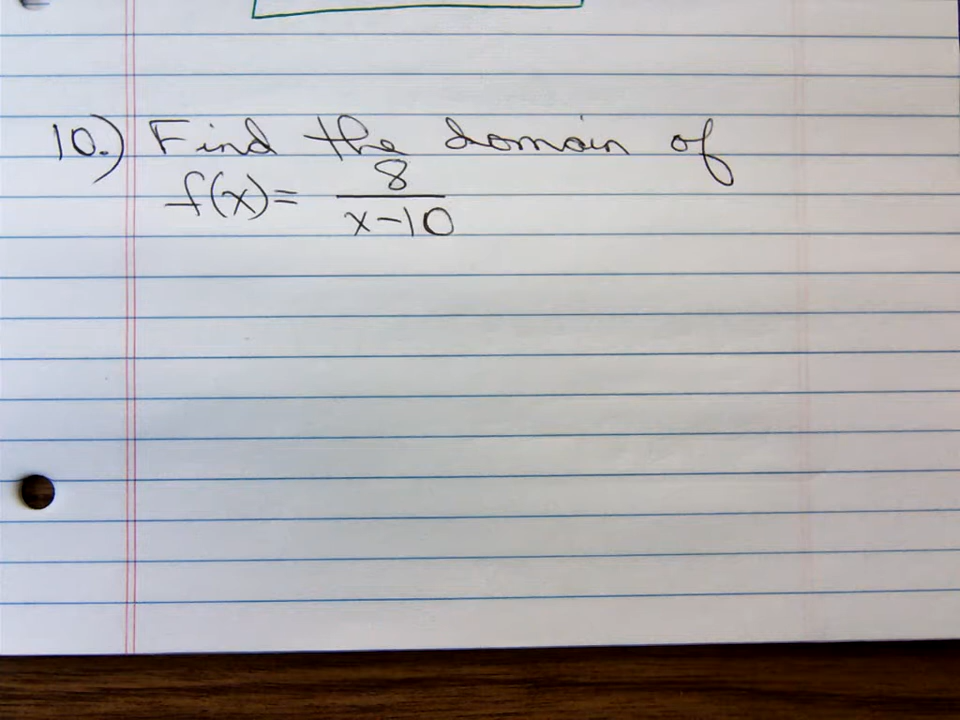 10.) Find the domain of
f(x) = 8/(x-10)